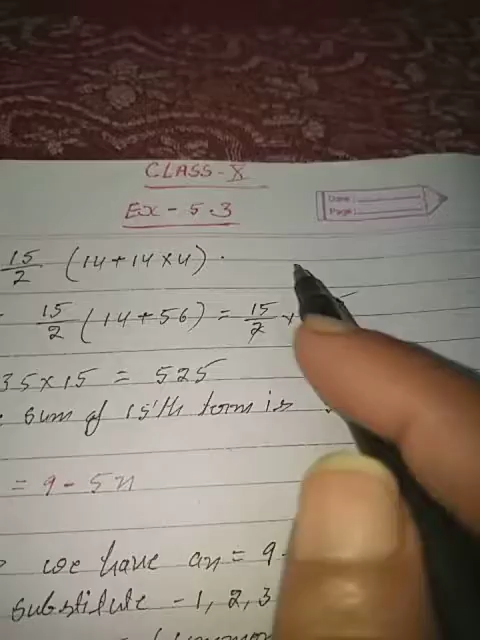 CLASS-X
EX-5.3
Date:
Page:
15/2 (14+14×4).
15/2 (14+56) = 15/2 ×
35×15 = 525
sum of 15th term is
= 9-5n
we have an = 9-
substitute - 1, 2, 3